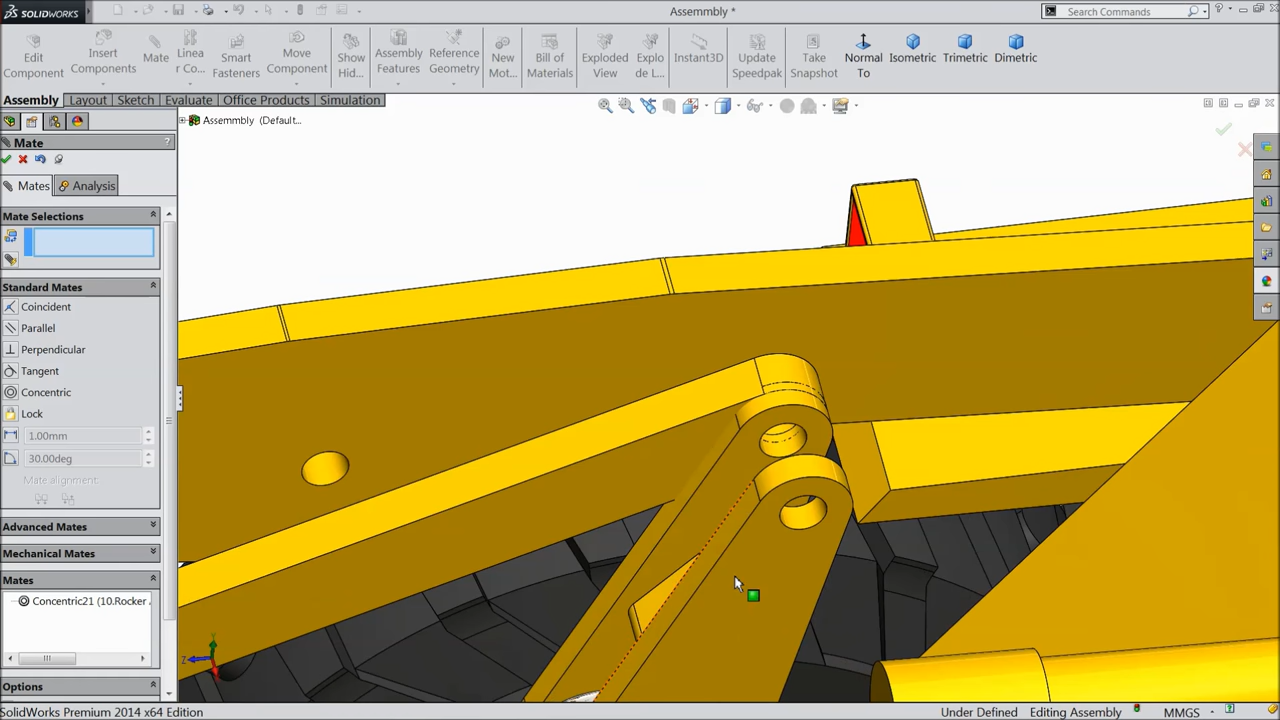 SOLIDWORKS
Assemmbly *
Search Commands
Edit Component
Insert Components
Mate
Linea r Co...
Smart Fasteners
Move Component
Show Hid...
Assembly Features
Reference Geometry
New Mot...
Bill of Materials
Exploded View
Explo de L...
Instant3D
Update Speedpak
Take Snapshot
Normal To
Isometric
Trimetric
Dimetric
Assembly
Layout
Sketch
Evaluate
Office Products
Simulation
Assemmbly (Default...
Mate
?
Mates
Analysis
Mate Selections
Standard Mates
Coincident
Parallel
Perpendicular
Tangent
Concentric
Lock
1.00mm
30.00deg
Mate alignment:
Advanced Mates
Mechanical Mates
Mates
Concentric21 (10.Rocker
Options
Z
Y
SolidWorks Premium 2014 x64 Edition
Under Defined
Editing Assembly
MMGS
?